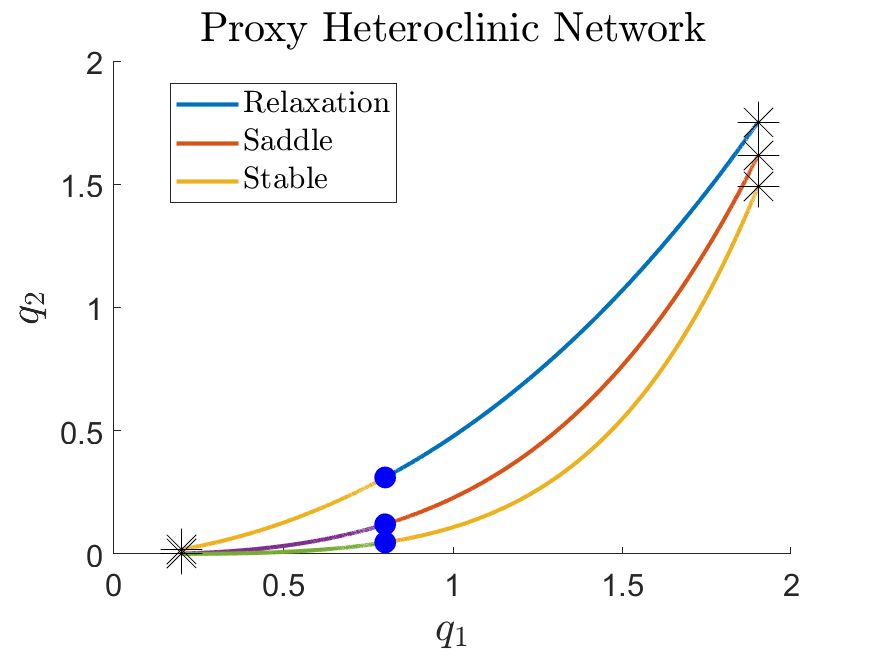 Proxy Heteroclinic Network
Relaxation
Saddle
Stable
2
1.5
1
0.5
0
q2
0
0.5
1
1.5
2
q1